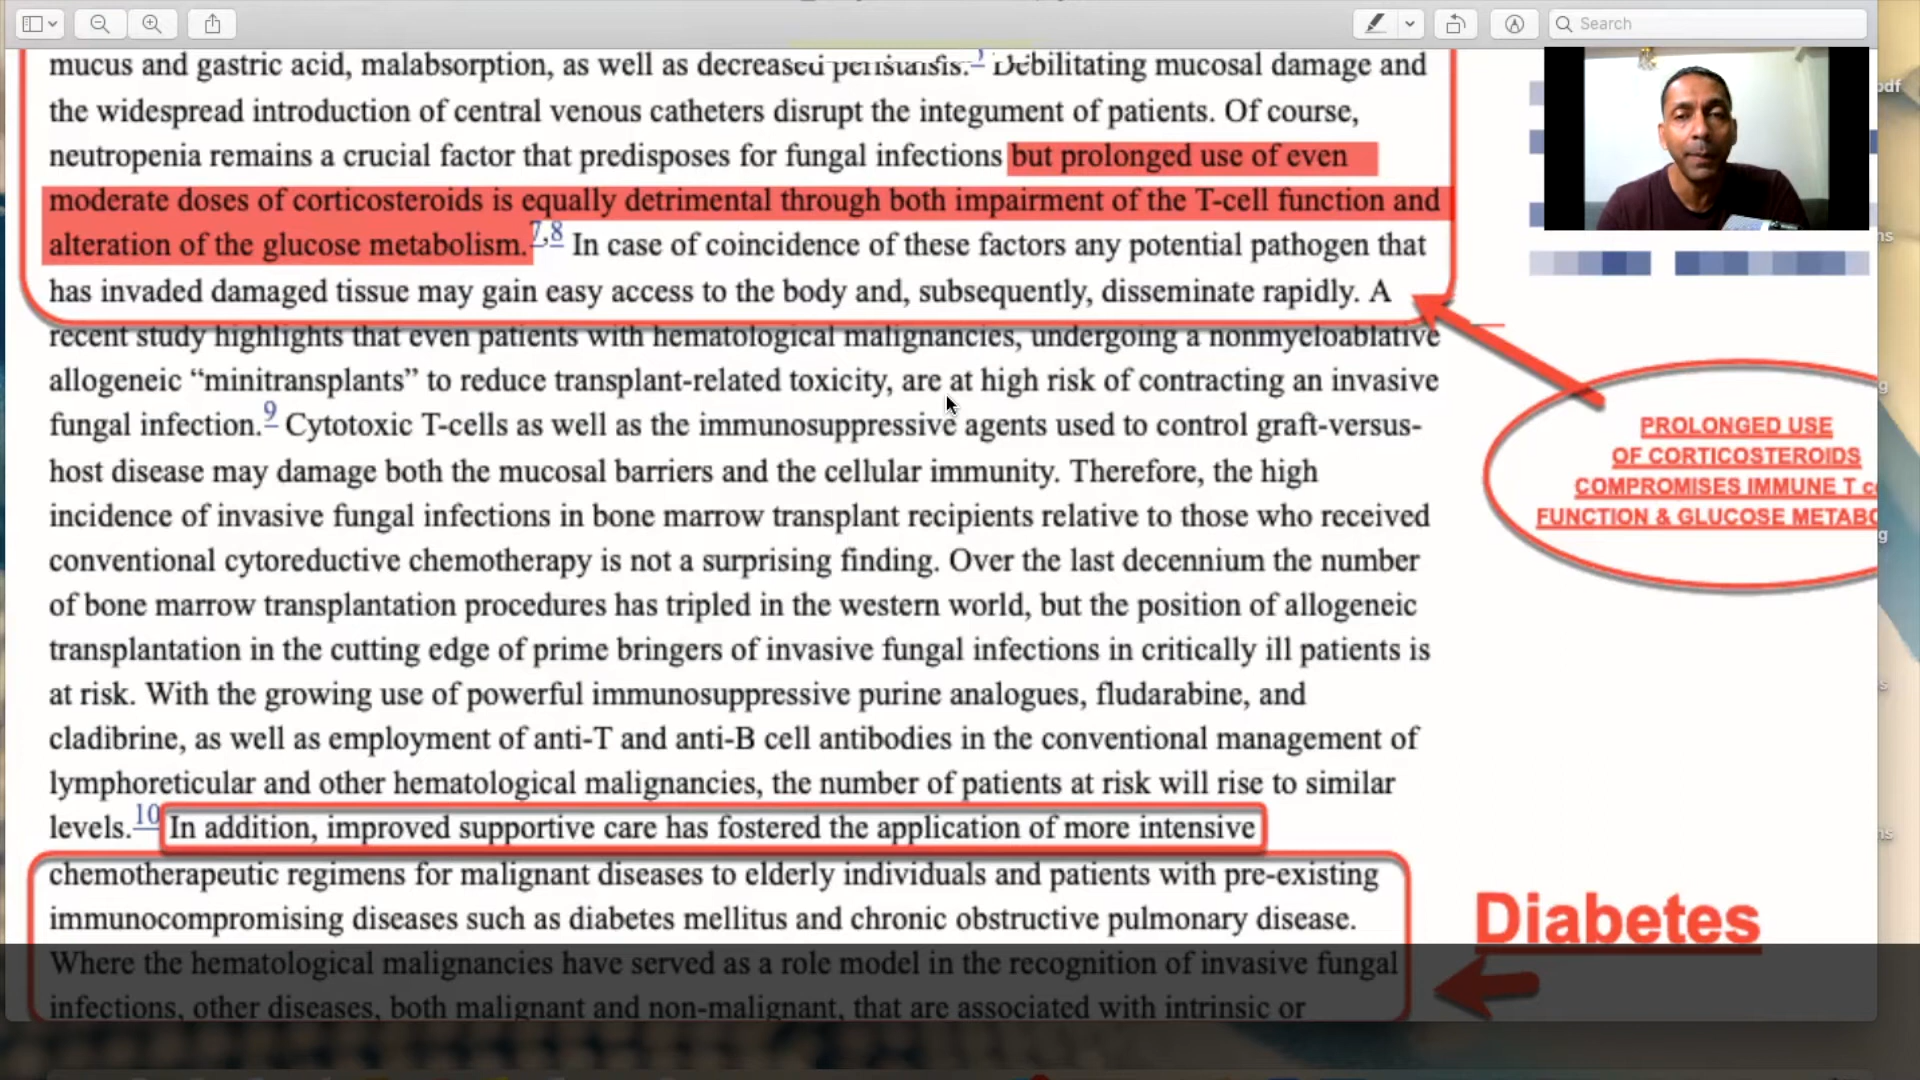 Search
mucus and gastric acid, malabsorption, as well as decreased peristalsis. Debilitating mucosal damage and
the widespread introduction of central venous catheters disrupt the integument of patients. Of course,
neutropenia remains a crucial factor that predisposes for fungal infections but prolonged use of even
moderate doses of corticosteroids is equally detrimental through both impairment of the T-cell function and
alteration of the glucose metabolism.7,8 In case of coincidence of these factors any potential pathogen that
has invaded damaged tissue may gain easy access to the body and, subsequently, disseminate rapidly. A
recent study highlights that even patients with hematological malignancies, undergoing a nonmyeloablative
allogeneic “minitransplants” to reduce transplant-related toxicity, are at high risk of contracting an invasive
fungal infection.9 Cytotoxic T-cells as well as the immunosuppressive agents used to control graft-versus-
host disease may damage both the mucosal barriers and the cellular immunity. Therefore, the high
incidence of invasive fungal infections in bone marrow transplant recipients relative to those who received
conventional cytoreductive chemotherapy is not a surprising finding. Over the last decennium the number
of bone marrow transplantation procedures has tripled in the western world, but the position of allogeneic
transplantation in the cutting edge of prime bringers of invasive fungal infections in critically ill patients is
at risk. With the growing use of powerful immunosuppressive purine analogues, fludarabine, and
cladibrine, as well as employment of anti-T and anti-B cell antibodies in the conventional management of
lymphoreticular and other hematological malignancies, the number of patients at risk will rise to similar
levels.10 In addition, improved supportive care has fostered the application of more intensive
chemotherapeutic regimens for malignant diseases to elderly individuals and patients with pre-existing
immunocompromising diseases such as diabetes mellitus and chronic obstructive pulmonary disease.
Where the hematological malignancies have served as a role model in the recognition of invasive fungal
infections, other diseases, both malignant and non-malignant, that are associated with intrinsic or
PROLONGED USE
OF CORTICOSTEROIDS
COMPROMISES IMMUNE T c
FUNCTION & GLUCOSE METABO
Diabetes
pdf